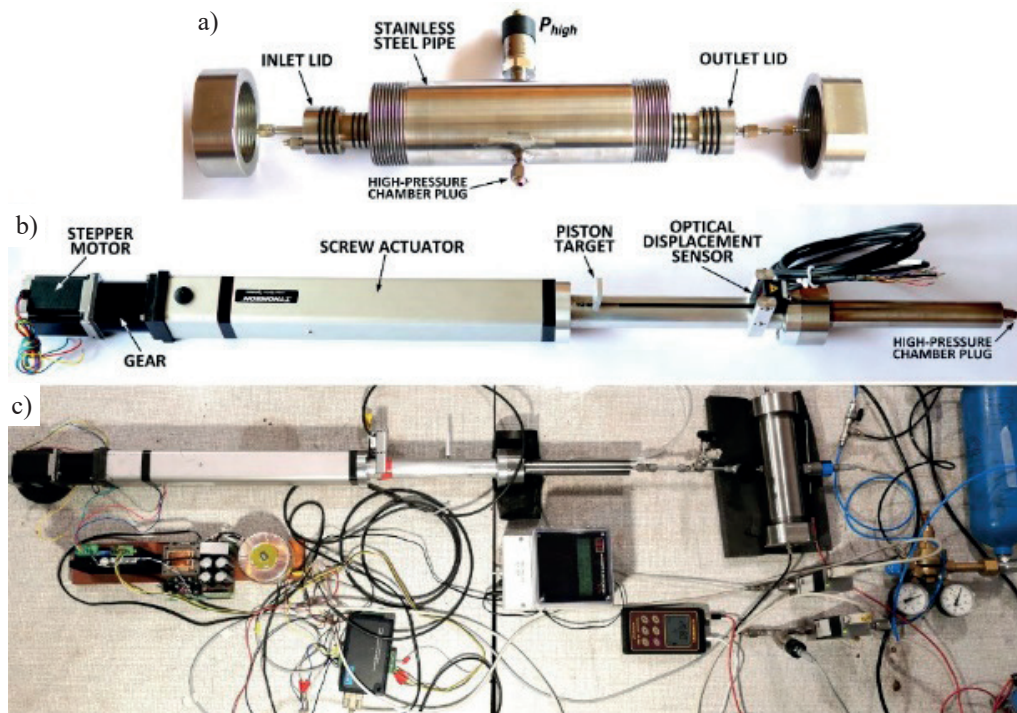 a)
STAINLESS
STEEL PIPE
P_high
INLET LID
OUTLET LID
HIGH-PRESSURE
CHAMBER PLUG
b)
STEPPER
MOTOR
SCREW ACTUATOR
PISTON
TARGET
OPTICAL
DISPLACEMENT
SENSOR
THOMSON
GEAR
HIGH-PRESSURE
CHAMBER PLUG
c)